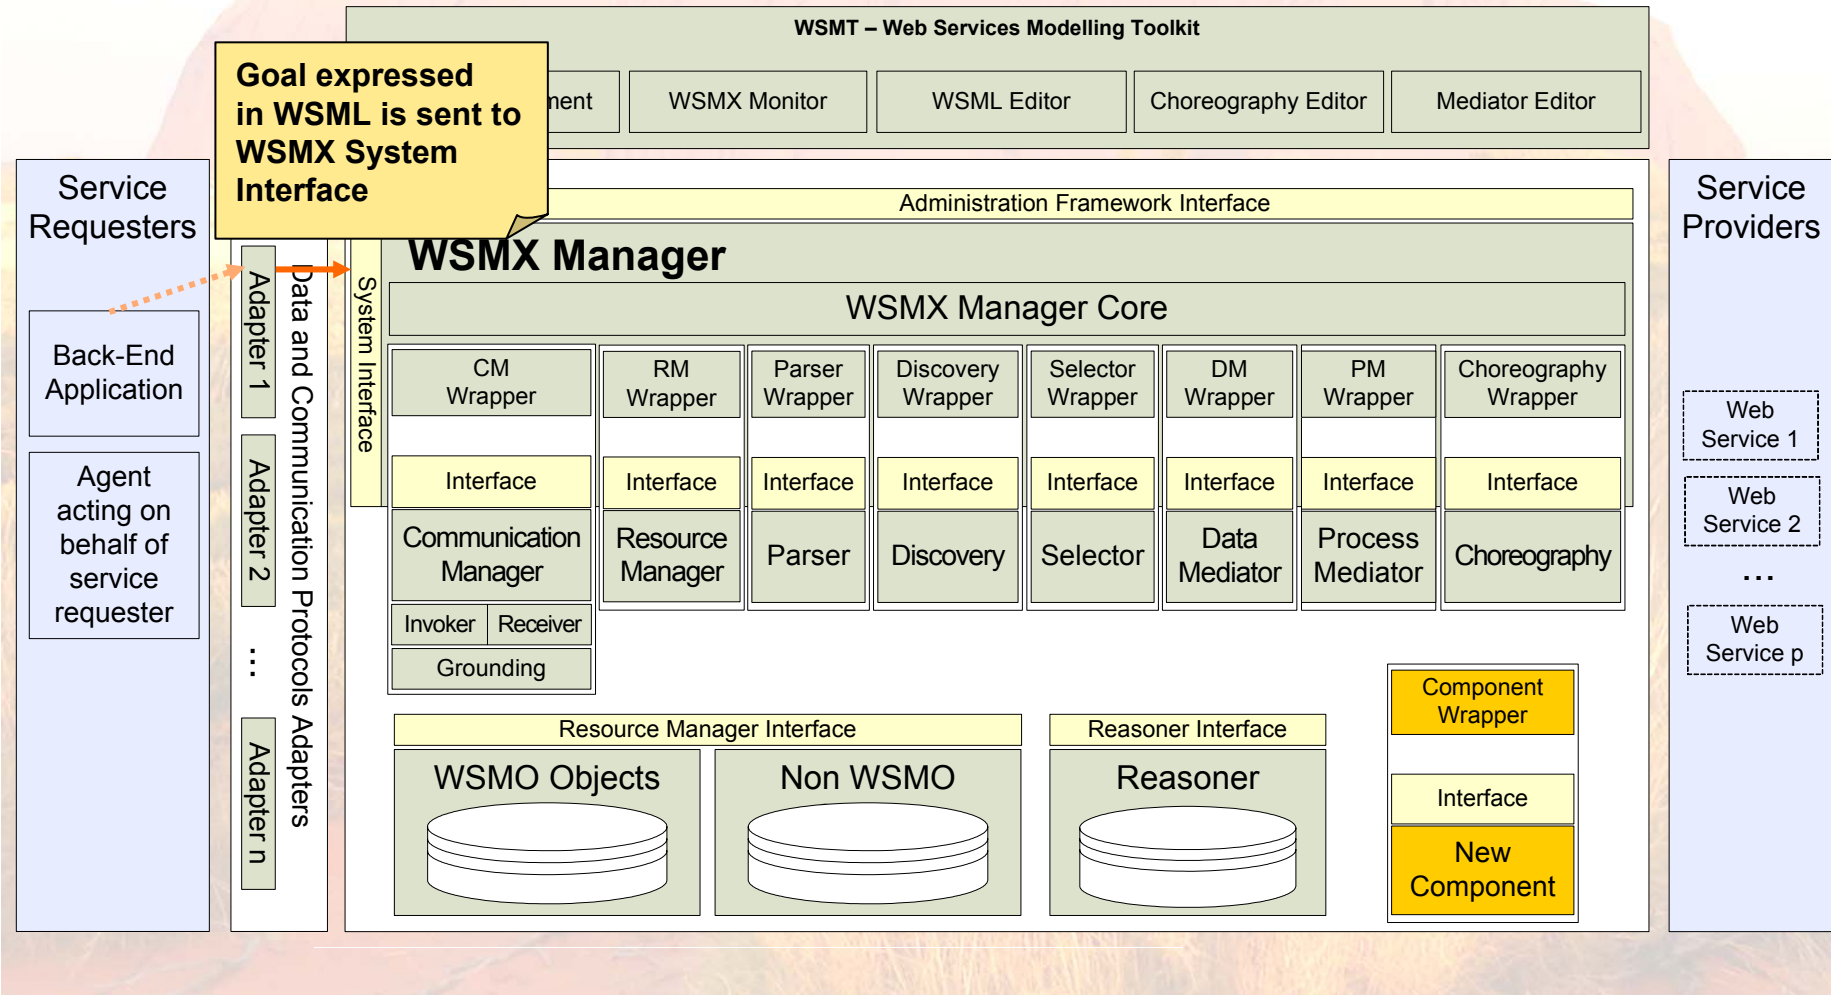 WSMT – Web Services Modelling Toolkit
Goal expressed
in WSML is sent to
WSMX System
Interface
WSMX Monitor
WSML Editor
Choreography Editor
Mediator Editor
Service
Requesters
Back-End
Application
Agent
acting on
behalf of
service
requester
Adapter 1
Adapter 2
...
Adapter n
Data and Communication Protocols Adapters
Administration Framework Interface
System Interface
WSMX Manager
WSMX Manager Core
CM
Wrapper
RM
Wrapper
Parser
Wrapper
Discovery
Wrapper
Selector
Wrapper
DM
Wrapper
PM
Wrapper
Choreography
Wrapper
Interface
Interface
Interface
Interface
Interface
Interface
Interface
Interface
Communication
Manager
Resource
Manager
Parser
Discovery
Selector
Data
Mediator
Process
Mediator
Choreography
Invoker
Receiver
Grounding
Resource Manager Interface
WSMO Objects
Non WSMO
Reasoner Interface
Reasoner
Component
Wrapper
Interface
New
Component
Service
Providers
Web
Service 1
Web
Service 2
...
Web
Service p